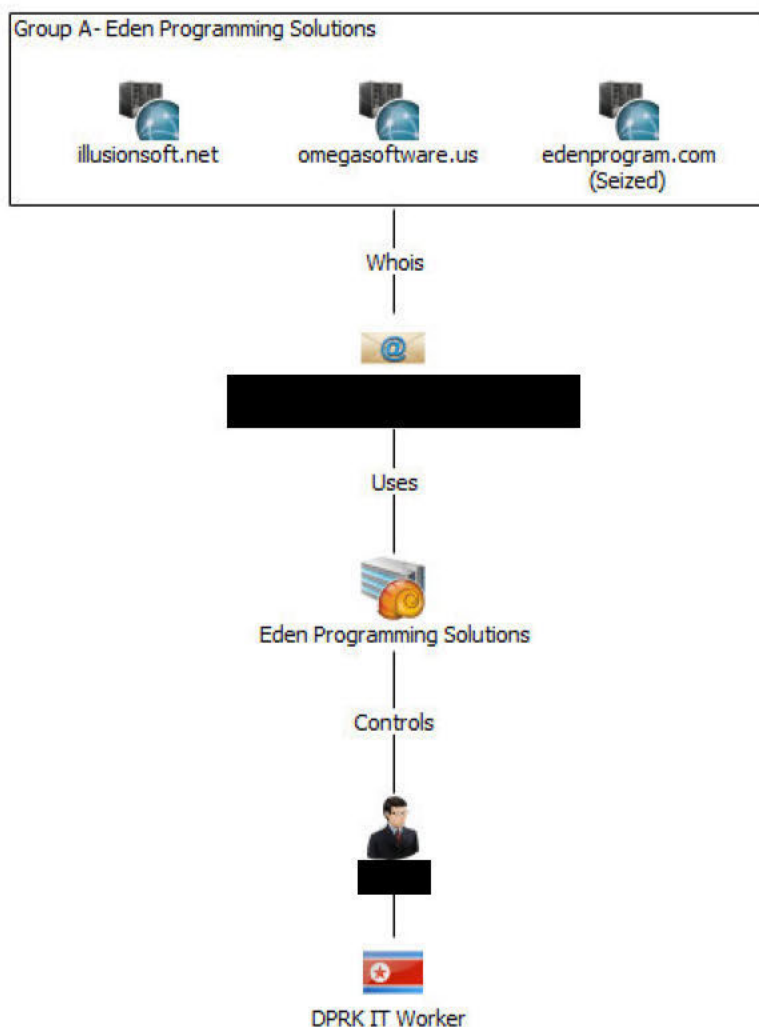 Group A- Eden Programming Solutions
illusionsoft.net
omegasoftware.us
edenprogram.com
(Seized)
Whois
Uses
Eden Programming Solutions
Controls
DPRK IT Worker